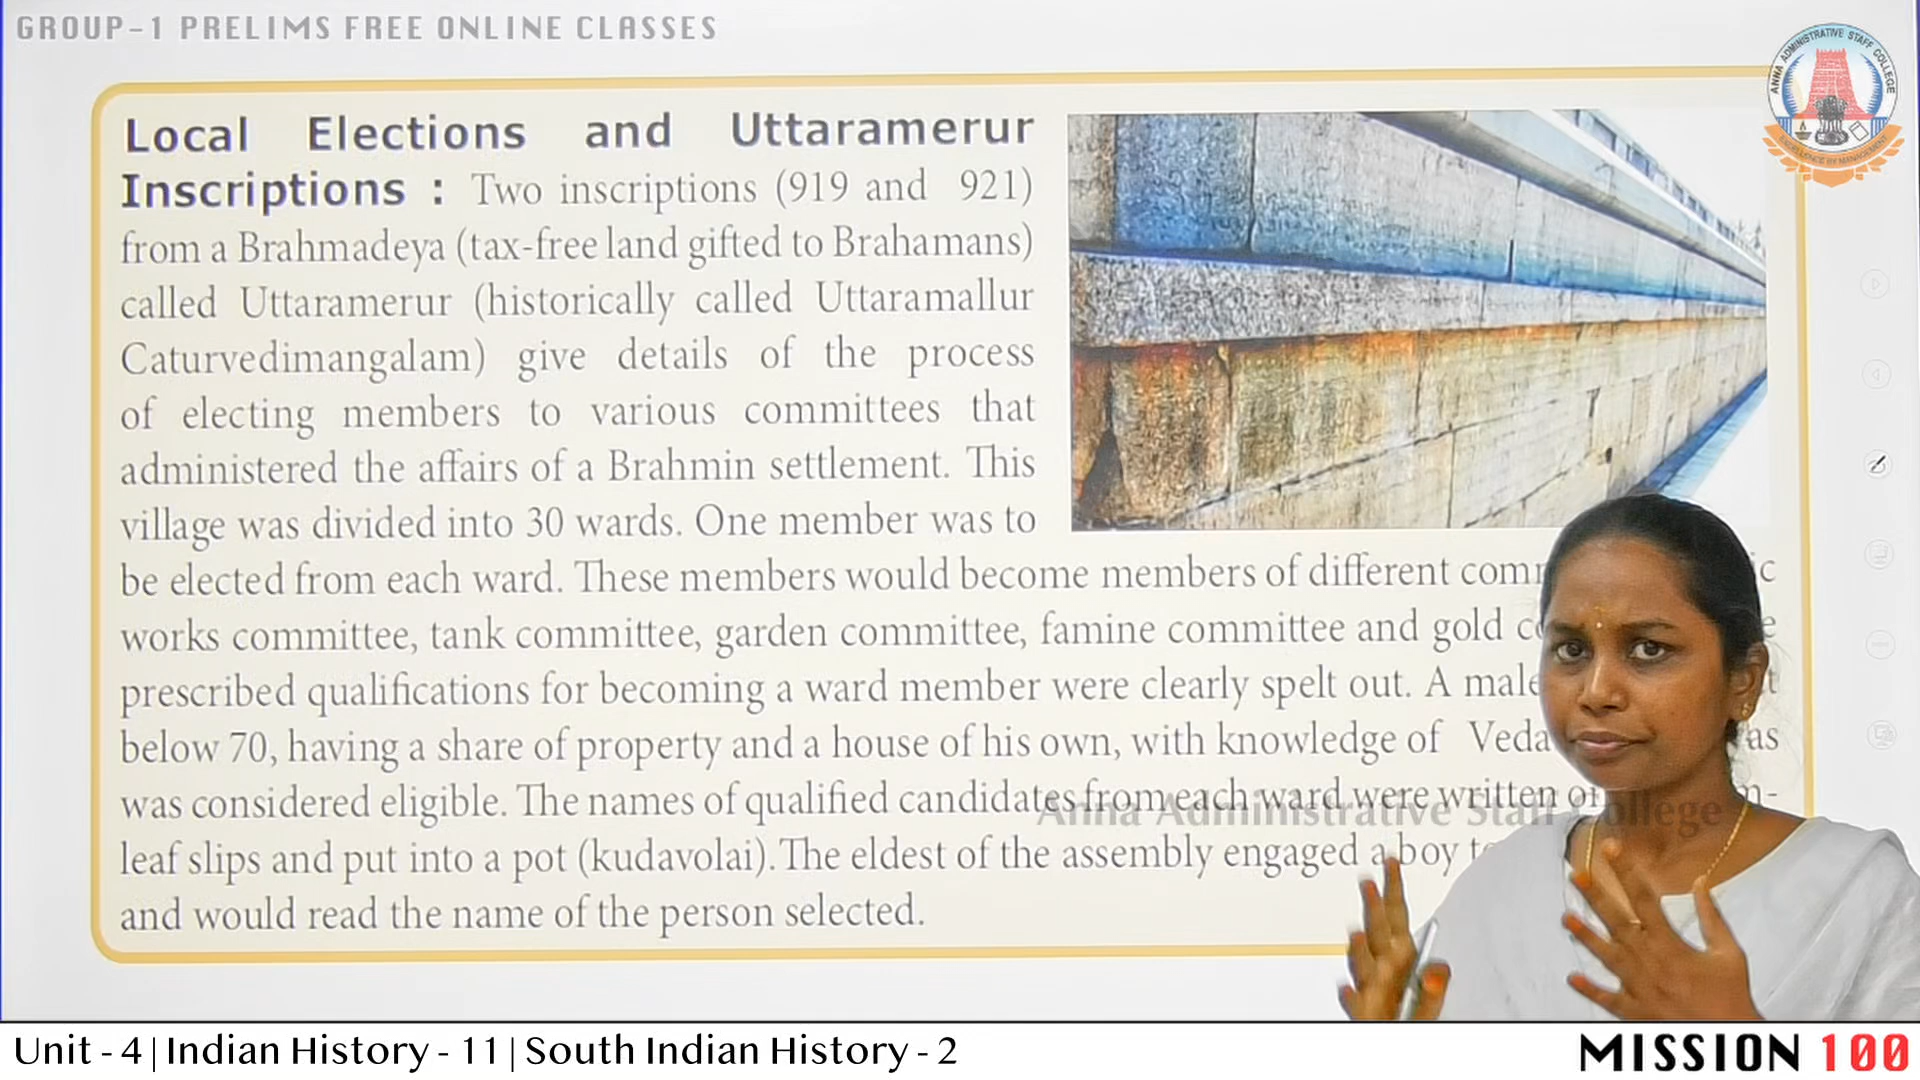 GROUP-1 PRELIMS FREE ONLINE CLASSES
ANNA ADMINISTRATIVE STAFF COLLEGE
EXCELLENCE BY MANAGEMENT
Local Elections and Uttaramerur
Inscriptions : Two inscriptions (919 and 921)
from a Brahmadeya (tax-free land gifted to Brahamans)
called Uttaramerur (historically called Uttaramallur
Caturvedimangalam) give details of the process
of electing members to various committees that
administered the affairs of a Brahmin settlement. This
village was divided into 30 wards. One member was to
be elected from each ward. These members would become members of different
works committee, tank committee, garden committee, famine committee and gold
prescribed qualifications for becoming a ward member were clearly spelt out. A male
below 70, having a share of property and a house of his own, with knowledge of
was considered eligible. The names of qualified candidates from each ward were written
leaf slips and put into a pot (kudavolai). The eldest of the assembly engaged a boy
and would read the name of the person selected.
Anna Administrative Staff College
Unit - 4 | Indian History - 11 | South Indian History - 2
MISSION 100